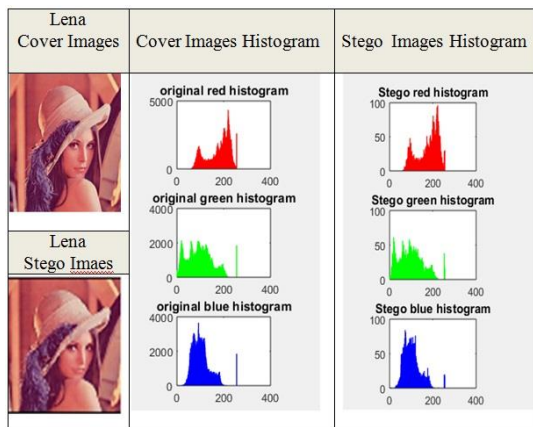 Lena
Cover Images
Cover Images Histogram
Stego Images Histogram
original red histogram
5000
0
0 200 400
original green histogram
4000
2000
0
0 200 400
original blue histogram
4000
2000
0
0 200 400
Stego red histogram
100
50
0
0 200 400
Stego green histogram
100
50
0
0 200 400
Stego blue histogram
100
50
0
0 200 400
Lena
Stego Imaes